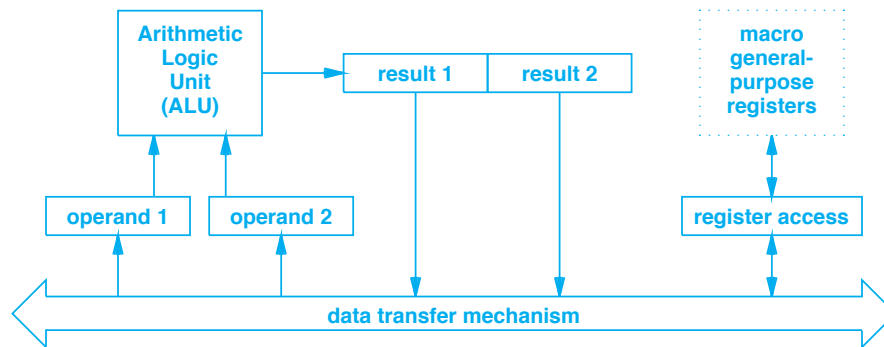 Arithmetic
Logic
Unit
(ALU)
result 1
result 2
macro
general-
purpose
registers
operand 1
operand 2
register access
data transfer mechanism